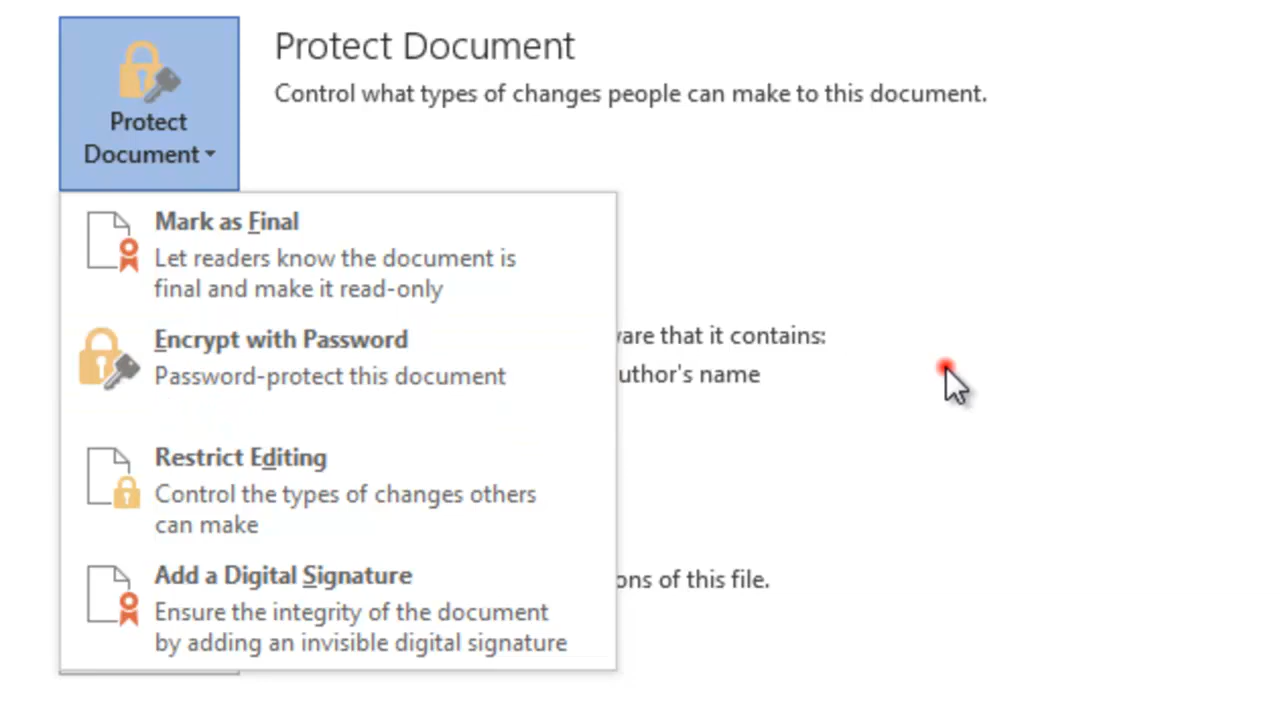 Protect Document
Control what types of changes people can make to this document.
Protect
Document
Mark as Final
Let readers know the document is
final and make it read-only
Encrypt with Password
Password-protect this document
Restrict Editing
Control the types of changes others
can make
Add a Digital Signature
Ensure the integrity of the document
by adding an invisible digital signature
that it contains:
name
of this file.